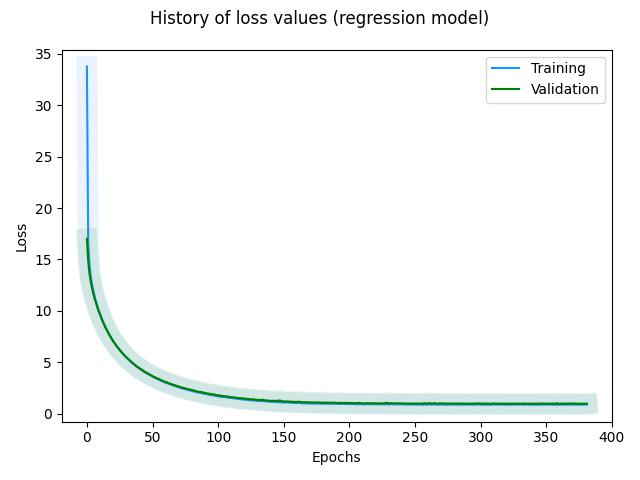 History of loss values (regression model)
Training
Validation
Loss
35
30
25
20
15
10
5
0
0 50 100 150 200 250 300 350 400
Epochs